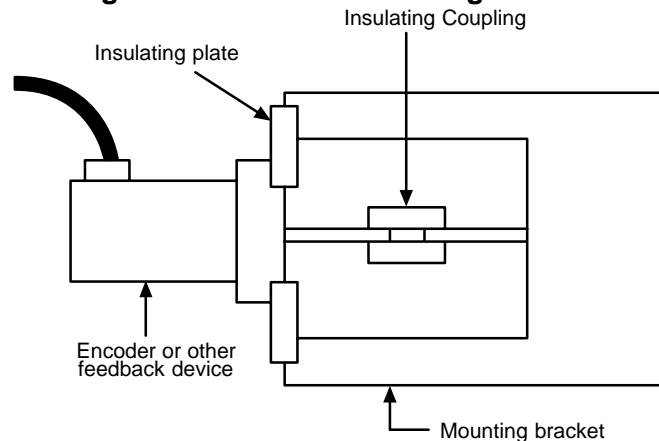 Insulating Coupling
Insulating plate
Encoder or other
feedback device
Mounting bracket